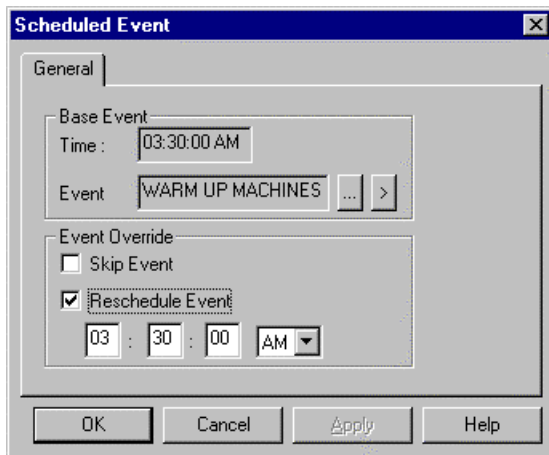 Scheduled Event
General
Base Event
Time : 03:30:00 AM
Event WARM UP MACHINES ... >
Event Override
Skip Event
Reschedule Event
03 : 30 : 00 AM
OK Cancel Apply Help